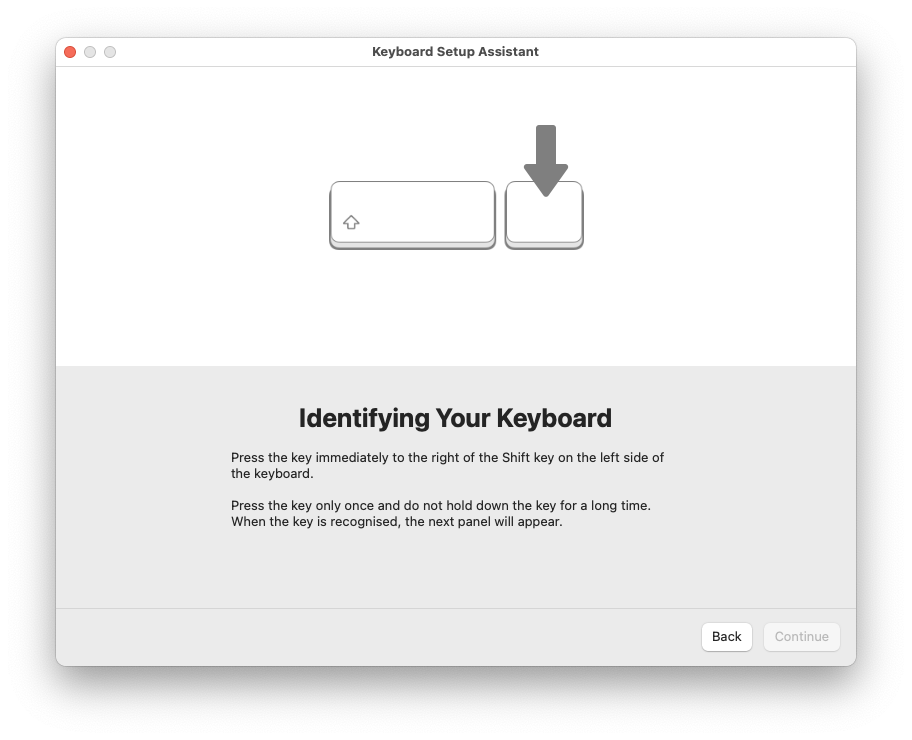 Keyboard Setup Assistant
Identifying Your Keyboard
Press the key immediately to the right of the Shift key on the left side of
the keyboard.
Press the key only once and do not hold down the key for a long time.
When the key is recognised, the next panel will appear.
Back
Continue